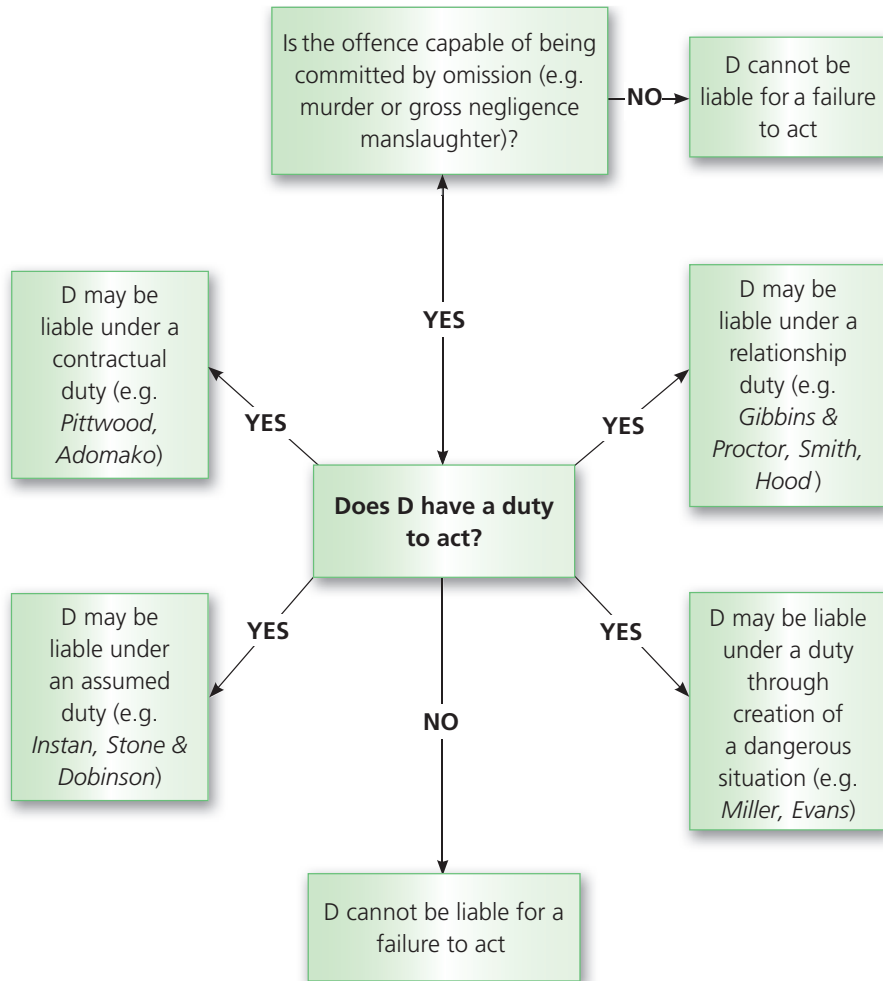 Is the offence capable of being
committed by omission (e.g.
murder or gross negligence
manslaughter)?
NO
D cannot be
liable for a failure
to act
YES
D may be
liable under a
contractual
duty (e.g.
Pittwood,
Adomako)
YES
D may be
liable under a
relationship
duty (e.g.
Gibbins &
Proctor, Smith,
Hood)
YES
Does D have a duty
to act?
D may be
liable under
an assumed
duty (e.g.
Instan, Stone &
Dobinson)
YES
NO
YES
D may be liable
under a duty
through
creation of
a dangerous
situation (e.g.
Miller, Evans)
D cannot be liable for a
failure to act